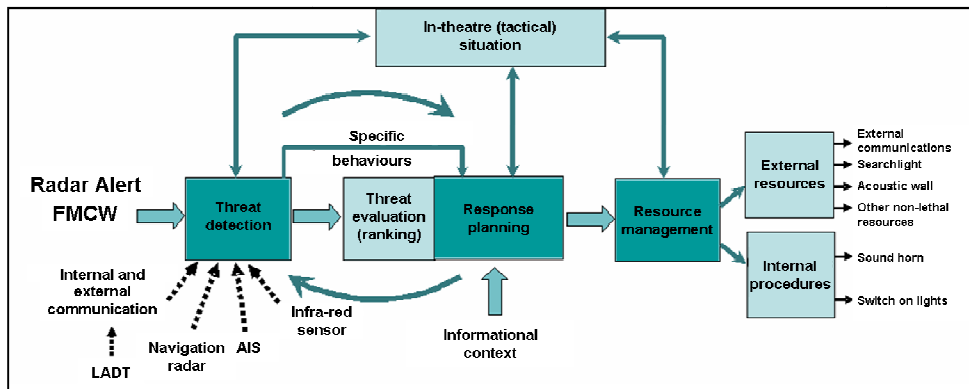 In-theatre (tactical)
situation
Specific
behaviours
Radar Alert
FMCW
Threat
detection
Threat
evaluation
(ranking)
Response
planning
Resource
management
External
resources
External
communications
Searchlight
Acoustic wall
Other non-lethal
resources
Internal
procedures
Sound horn
Switch on lights
Internal and
external
communication
LADT
Navigation
radar
AIS
Infra-red
sensor
Informational
context